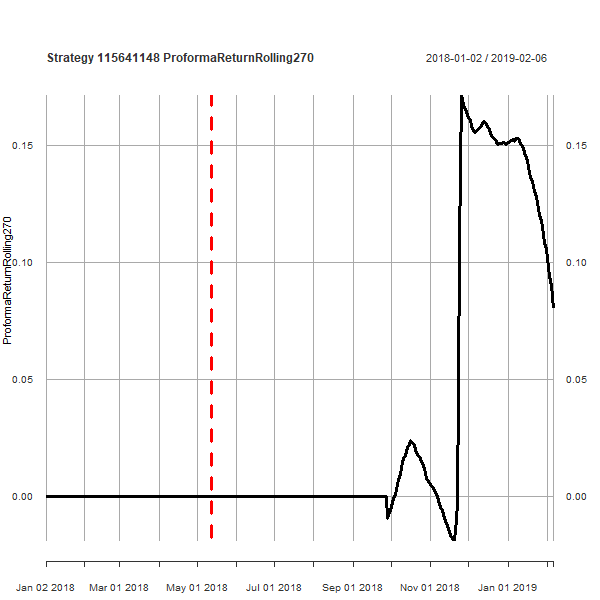 Strategy 115641148 ProformaReturnRolling270
2018-01-02 / 2019-02-06
ProformaReturnRolling270
0.15
0.10
0.05
0.00
0.15
0.10
0.05
0.00
Jan 02 2018
Mar 01 2018
May 01 2018
Jul 01 2018
Sep 01 2018
Nov 01 2018
Jan 01 2019